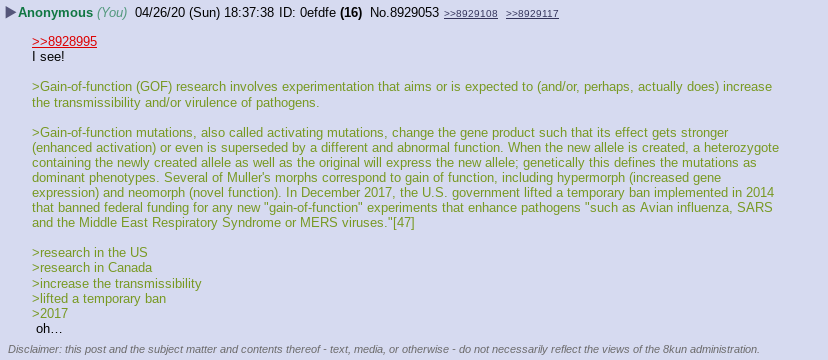 ▶Anonymous (You) 04/26/20 (Sun) 18:37:38 ID: 0efdfe (16) No.8929053 >>8929108 >>8929117
>>8928995
I see!
>Gain-of-function (GOF) research involves experimentation that aims or is expected to (and/or, perhaps, actually does) increase
the transmissibility and/or virulence of pathogens.
>Gain-of-function mutations, also called activating mutations, change the gene product such that its effect gets stronger
(enhanced activation) or even is superseded by a different and abnormal function. When the new allele is created, a heterozygote
containing the newly created allele as well as the original will express the new allele; genetically this defines the mutations as
dominant phenotypes. Several of Muller's morphs correspond to gain of function, including hypermorph (increased gene
expression) and neomorph (novel function). In December 2017, the U.S. government lifted a temporary ban implemented in 2014
that banned federal funding for any new "gain-of-function" experiments that enhance pathogens "such as Avian influenza, SARS
and the Middle East Respiratory Syndrome or MERS viruses."[47]
>research in the US
>research in Canada
>increase the transmissibility
>lifted a temporary ban
>2017
oh…
Disclaimer: this post and the subject matter and contents thereof - text, media, or otherwise - do not necessarily reflect the views of the 8kun administration.